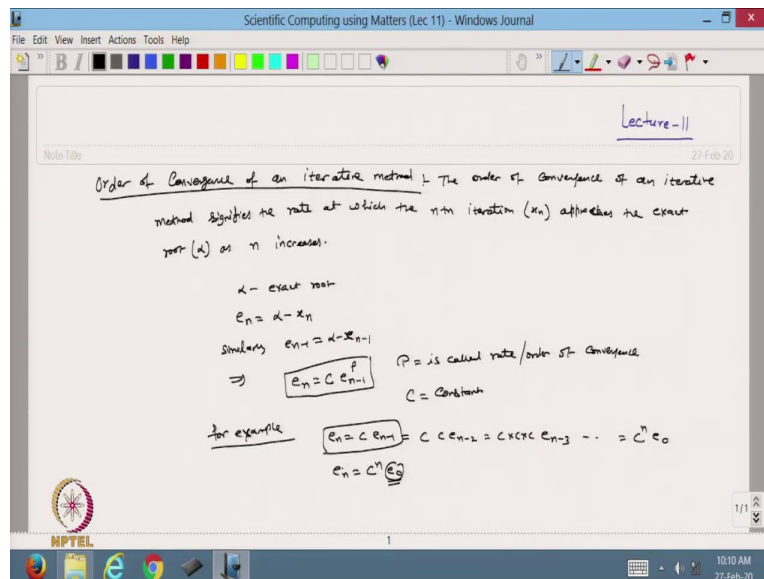 Scientific Computing using Matters (Lec 11) - Windows Journal
File Edit View Insert Actions Tools Help
B I
Lecture-11
Note Title
27-Feb-20
Order of Convergence of an iterative method :- The order of convergence of an iterative
method signifies the rate at which the nth iteration (xn) approaches the exact
root (α) as n increases.
α - exact root
en = α - xn
Similarly en-1 = α - xn-1
⇒ en = C e^p n-1
P = is called rate/order of convergence
C = Constant
for example en = C en-1 = C C en-2 = C×C×C en-3 -- . = C^n e0
en = C^n e0
NPTEL
1
1/1
10:10 AM
27-Feb-20